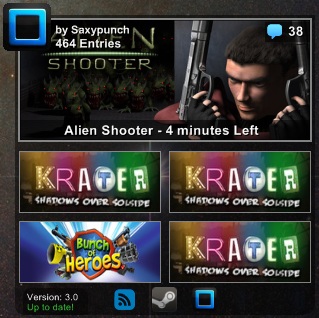 by Saxypunch
464 Entries
38
ALIEN
SHOOTER
Alien Shooter - 4 minutes Left
KRATER
SHADOWS OVER SOLSIDE
KRATER
SHADOWS OVER SOLSIDE
BUNCH
OF
HEROES
KRATER
SHADOWS OVER SOLSIDE
Version: 3.0
Up to date!